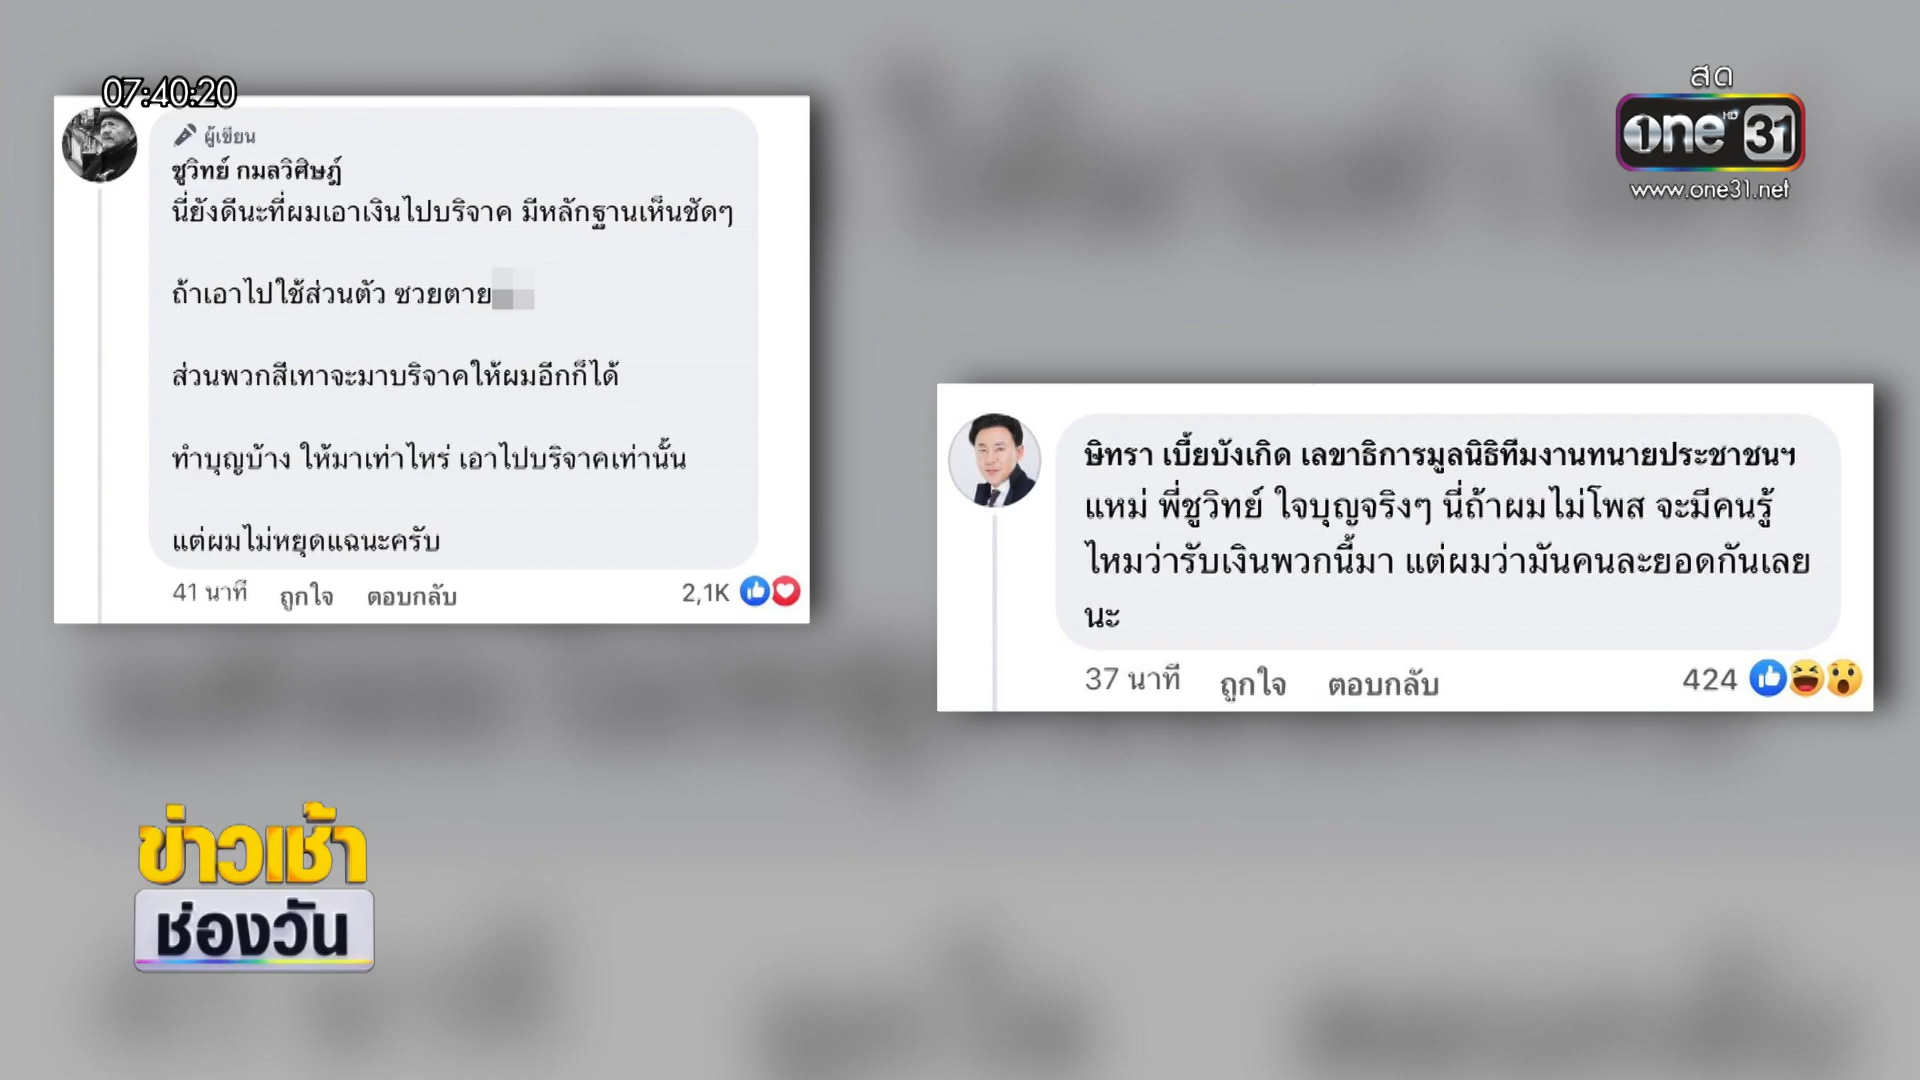 07:40:20
สด
one HD 31
www.one31.net
ผู้เขียน
ชูวิทย์ กมลวิศิษฎ์
นี่ยังดีนะที่ผมเอาเงินไปบริจาค มีหลักฐานเห็นชัดๆ
ถ้าเอาไปใช้ส่วนตัว ซวยตาย
ส่วนพวกสีเทาจะมาบริจาคให้ผมอีกก็ได้
ทำบุญบ้าง ให้มาเท่าไหร่ เอาไปบริจาคเท่านั้น
แต่ผมไม่หยุดแฉนะครับ
41 นาที ถูกใจ ตอบกลับ 2,1K
ษิทรา เบี้ยบังเกิด เลขาธิการมูลนิธิทีมงานทนายประชาชนฯ
แหม่ พี่ชูวิทย์ ใจบุญจริงๆ นี่ถ้าผมไม่โพส จะมีคนรู้
ไหมว่ารับเงินพวกนี้มา แต่ผมว่ามันคนละยอดกันเลย
นะ
37 นาที ถูกใจ ตอบกลับ 424
ข่าวเช้า
ช่องวัน